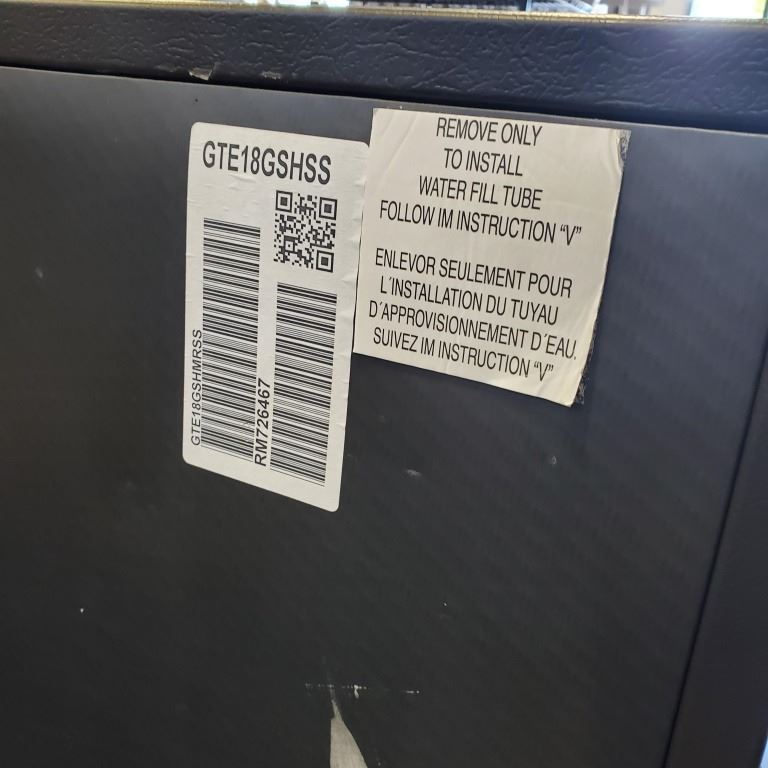 GTE18GSHSS
GTE18GSHMRSS
RM726467
REMOVE ONLY
TO INSTALL
WATER FILL TUBE
FOLLOW IM INSTRUCTION “V”
ENLEVOR SEULEMENT POUR
L´INSTALLATION DU TUYAU
D´APPROVISIONNEMENT D´EAU.
SUIVEZ IM INSTRUCTION “V”